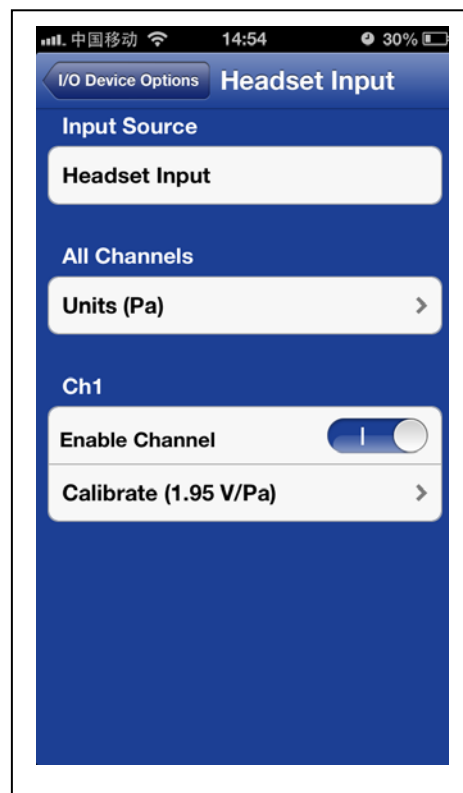 中国移动 14:54 30%
I/O Device Options Headset Input
Input Source
Headset Input
All Channels
Units (Pa)
Ch1
Enable Channel
Calibrate (1.95 V/Pa)